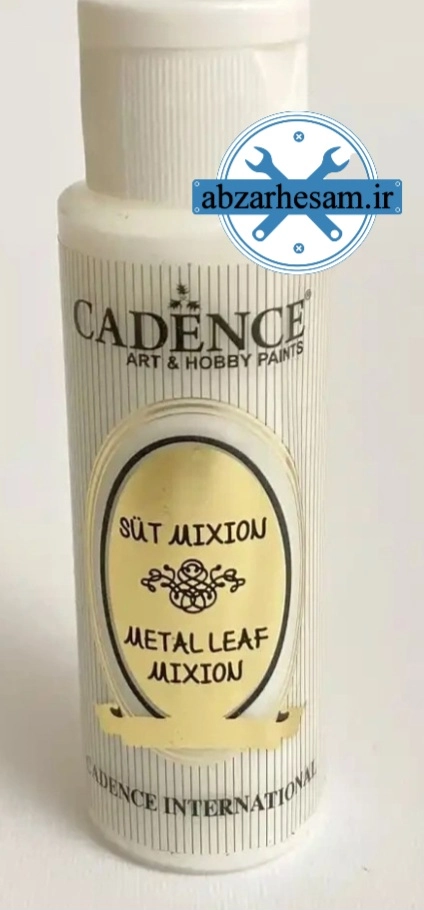 abzarhesam.ir
CADENCE®
ART & HOBBY PAINTS
SÜT MIXION
METAL LEAF
MIXION
CADENCE INTERNATIONAL